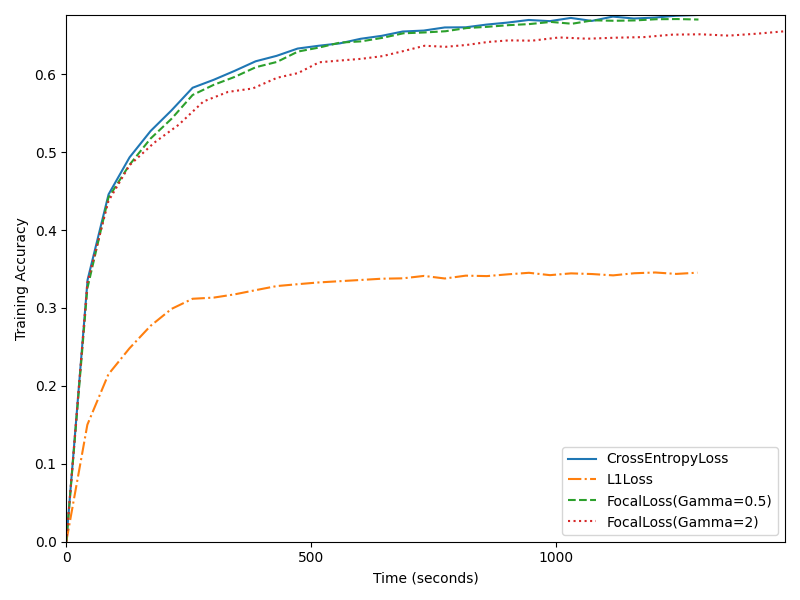 0.6
0.5
0.4
0.3
0.2
0.1
0.0
Training Accuracy
0
500
1000
Time (seconds)
CrossEntropyLoss
L1Loss
FocalLoss(Gamma=0.5)
FocalLoss(Gamma=2)